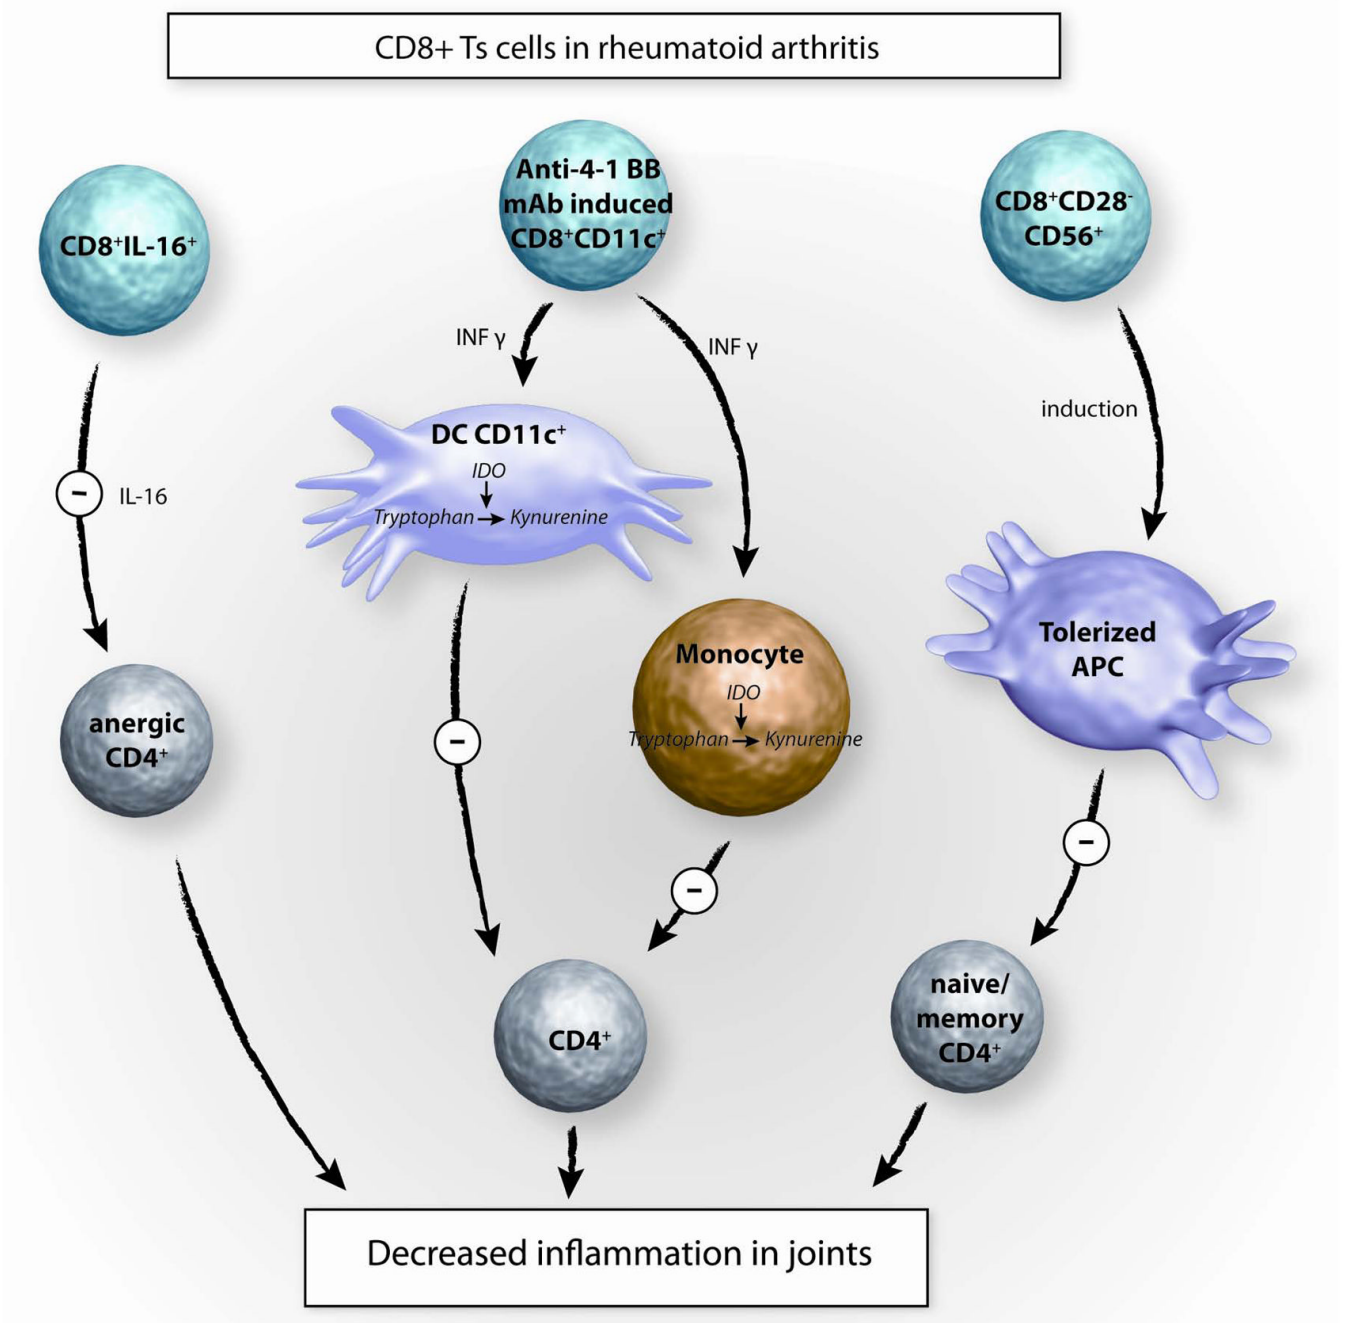 CD8+ Ts cells in rheumatoid arthritis
CD8⁺IL-16⁺
Anti-4-1 BB
mAb induced
CD8⁺CD11c⁺
CD8⁺CD28⁻
CD56⁺
INF γ
INF γ
induction
IL-16
DC CD11c⁺
IDO
Tryptophan
Kynurenine
Monocyte
IDO
Tryptophan
Kynurenine
Tolerized
APC
anergic
CD4⁺
−
−
−
−
CD4⁺
naive/
memory
CD4⁺
Decreased inflammation in joints